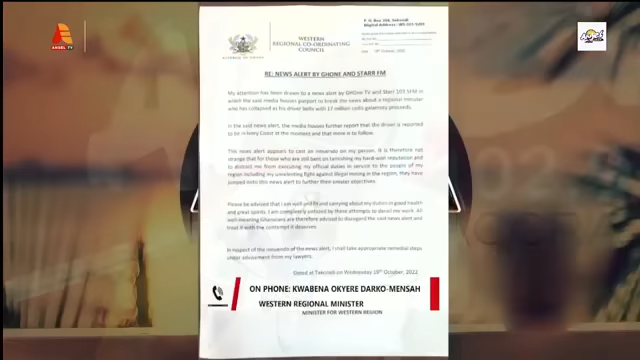 ANGEL TV
P. O. Box
Digital Address
WESTERN
REGIONAL CO-ORDINATING
COUNCIL
RE: NEWS ALERT BY GHONE AND STARR FM
My attention has been drawn to a news alert by GHOne TV and Starr 103.5FM in
which the said media houses purport to break the news about a regional minister
who has collapsed as his driver bolts with 17 million cedis galamsey proceeds.
In the said news alert, the media houses further report that the driver is reported
to be in Ivory Coast at the moment and that more is to follow.
This news alert appears to cast an innuendo on my person. It is therefore not
strange that for those who are still bent on tarnishing my hard-won reputation and
to distract me from executing my official duties in service to the people of my
region including my unrelenting fight against illegal mining in the region, they have
jumped onto this news alert to further their sinister objectives.
Please be advised that I am well and fit and carrying about my duties in good health
and great spirits. I am completely unfazed by these attempts to derail my work. All
well-meaning Ghanaians are therefore advised to disregard the said news alert and
treat it with the contempt it deserves.
In respect of the innuendo of the news alert, I shall take appropriate remedial steps
under advisement from my lawyers.
Dated at Takoradi on Wednesday 19th October, 2022
ON PHONE: KWABENA OKYERE DARKO-MENSAH
WESTERN REGIONAL MINISTER
MINISTER FOR WESTERN REGION